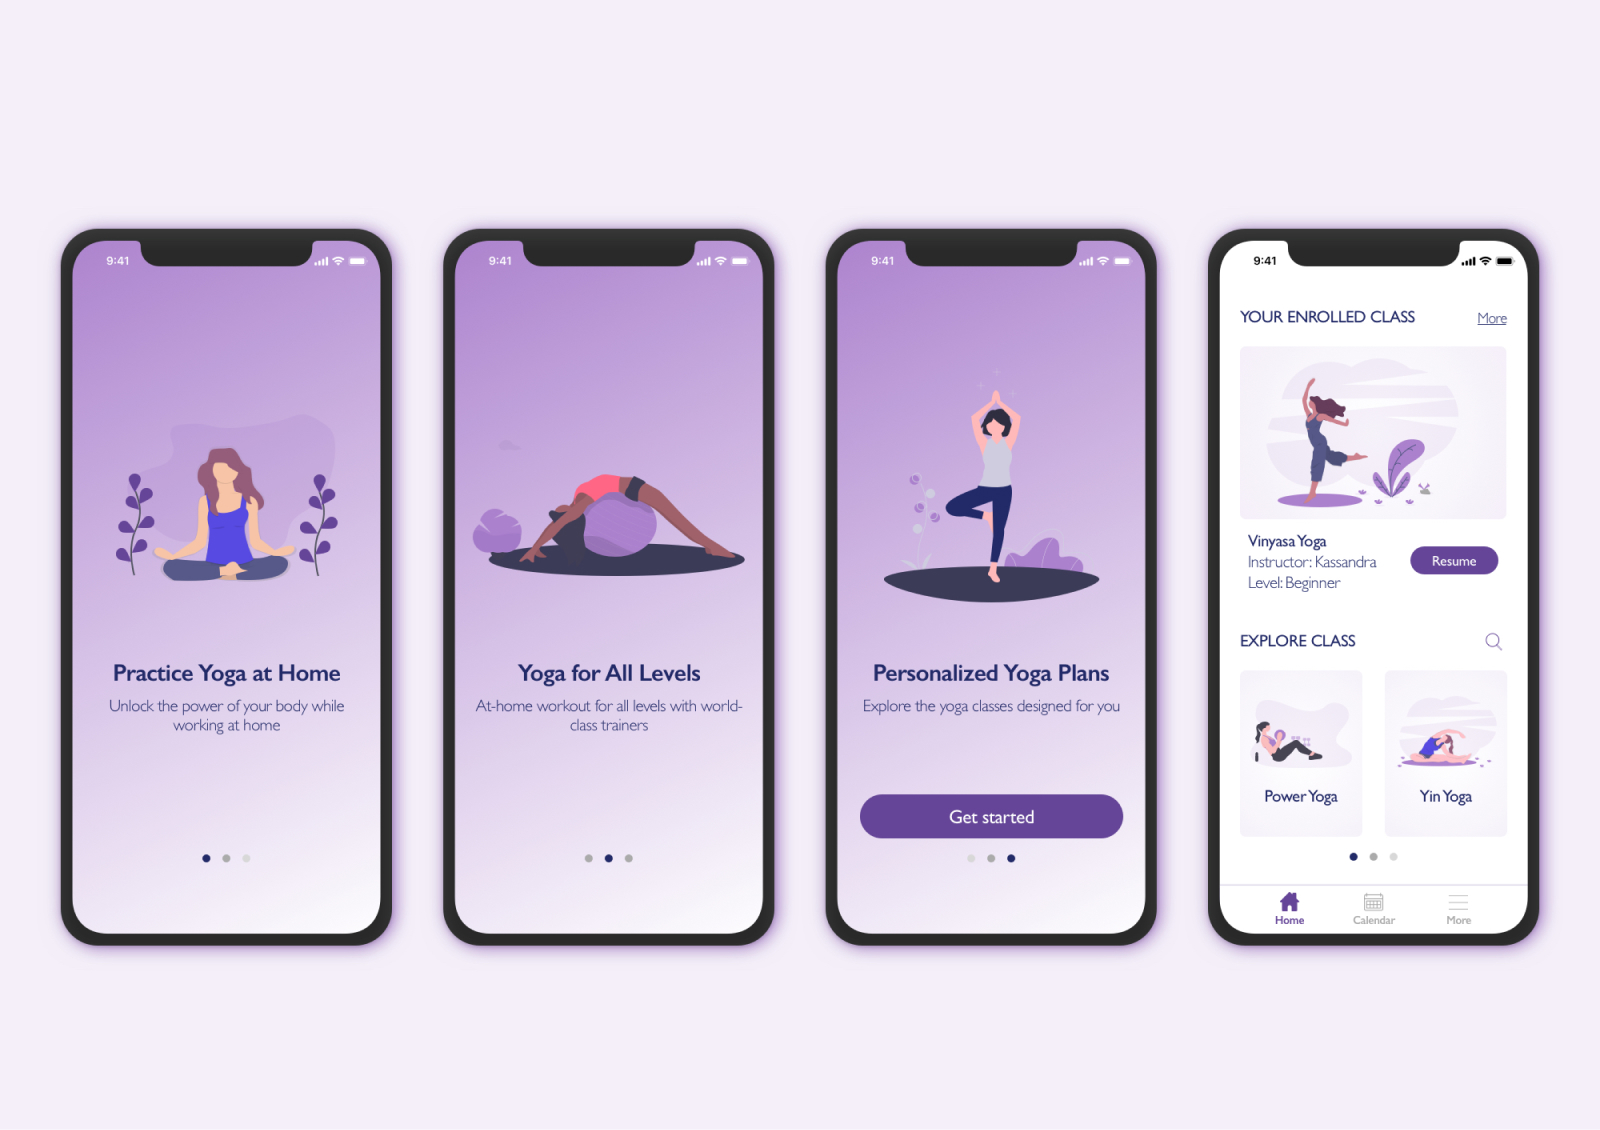 9:41
Practice Yoga at Home
Unlock the power of your body while
working at home
9:41
Yoga for All Levels
At-home workout for all levels with world-
class trainers
9:41
Personalized Yoga Plans
Explore the yoga classes designed for you
Get started
9:41
YOUR ENROLLED CLASS
More
Vinyasa Yoga
Instructor: Kassandra
Level: Beginner
Resume
EXPLORE CLASS
Power Yoga
Yin Yoga
Home
Calendar
More